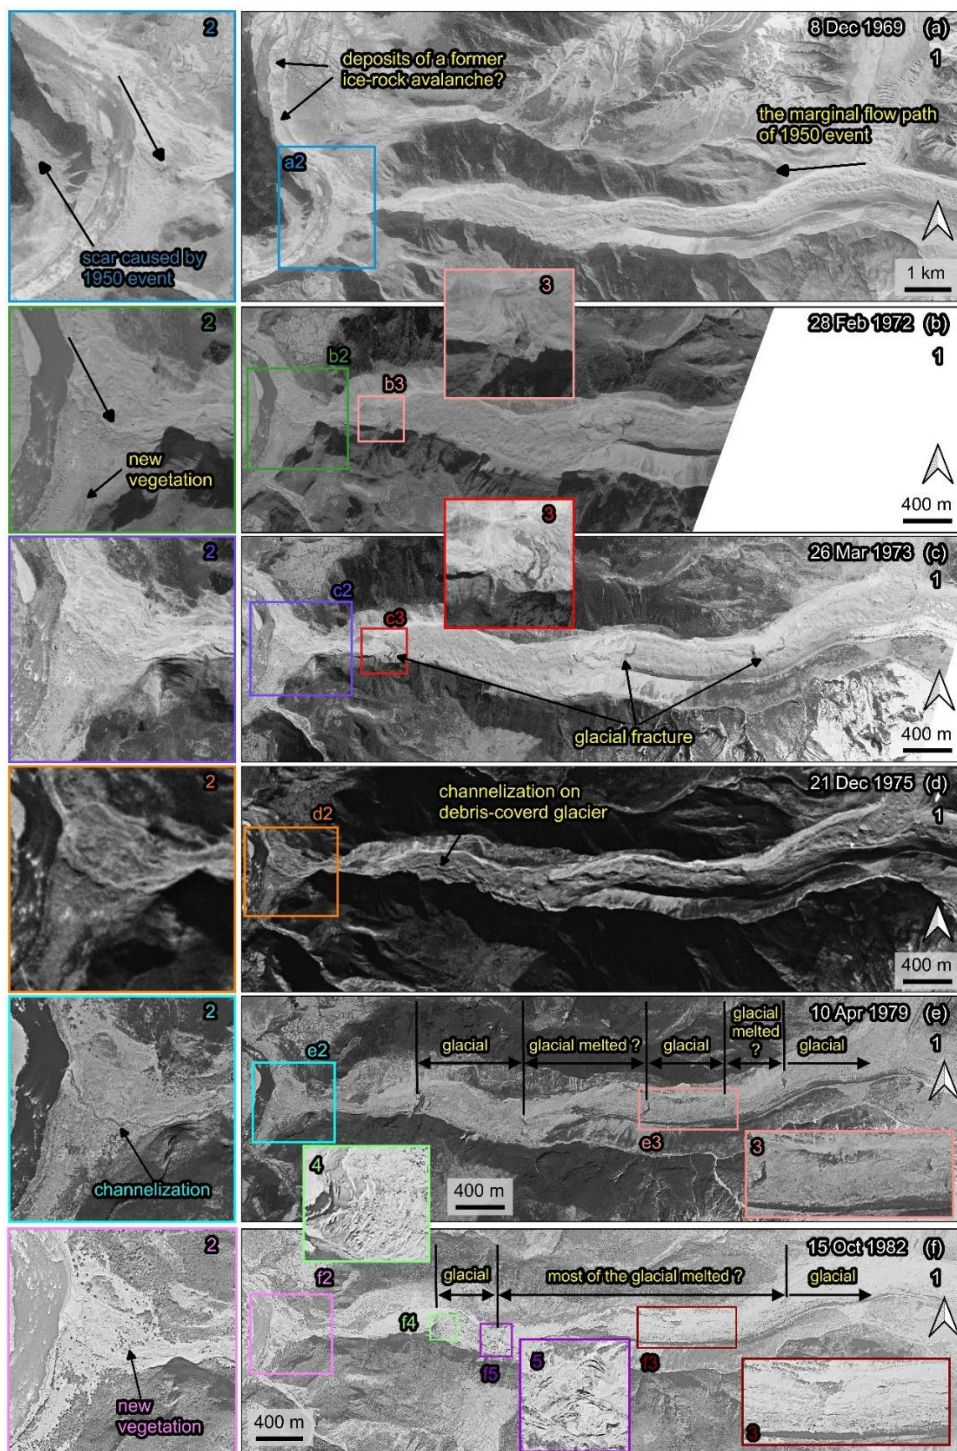 2
8 Dec 1969 (a)
1
deposits of a former
ice-rock avalanche?
the marginal flow path
of 1950 event
a2
scar caused by
1950 event
1 km
2
3
28 Feb 1972 (b)
1
b2
b3
new
vegetation
400 m
2
3
26 Mar 1973 (c)
1
c2
c3
glacial fracture
400 m
2
21 Dec 1975 (d)
1
channelization on
debris-coverd glacier
d2
400 m
2
10 Apr 1979 (e)
1
e2
glacial
glacial melted ?
glacial
glacial
melted
?
glacial
e3
3
channelization
4
400 m
2
15 Oct 1982 (f)
1
f2
glacial
most of the glacial melted ?
glacial
f4
f5
5
f3
3
new
vegetation
400 m